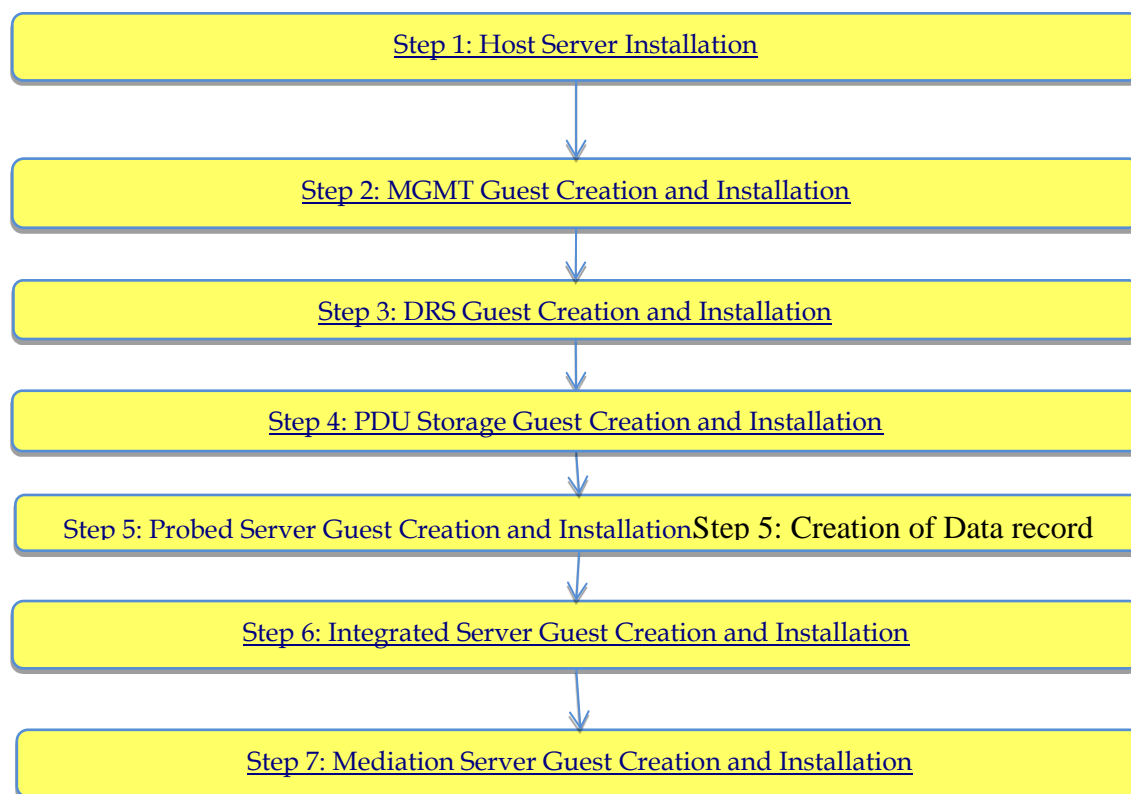 Step 1: Host Server Installation
Step 2: MGMT Guest Creation and Installation
Step 3: DRS Guest Creation and Installation
Step 4: PDU Storage Guest Creation and Installation
Step 5: Probed Server Guest Creation and InstallationStep 5: Creation of Data record
Step 6: Integrated Server Guest Creation and Installation
Step 7: Mediation Server Guest Creation and Installation